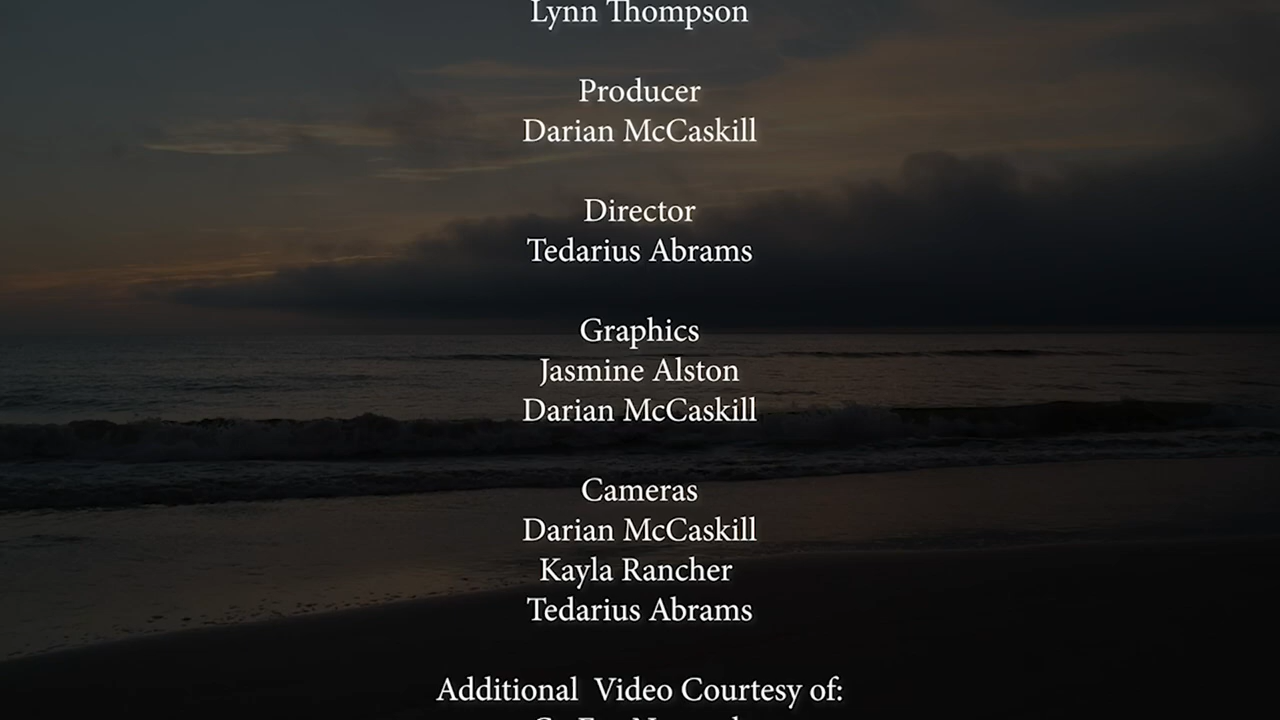 Lynn Thompson
Producer
Darian McCaskill
Director
Tedarius Abrams
Graphics
Jasmine Alston
Darian McCaskill
Cameras
Darian McCaskill
Kayla Rancher
Tedarius Abrams
Additional  Video Courtesy of: